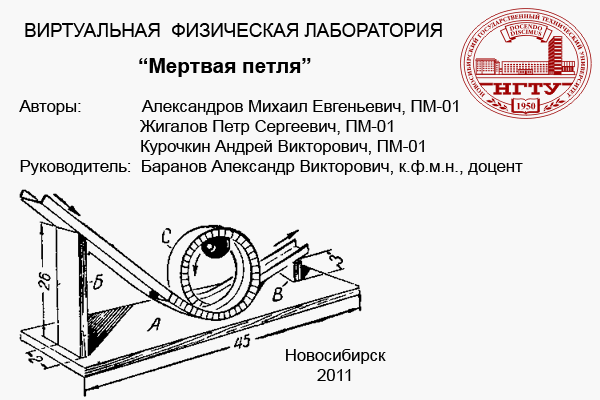 ВИРТУАЛЬНАЯ ФИЗИЧЕСКАЯ ЛАБОРАТОРИЯ
“Мертвая петля”
НОВОСИБИРСКИЙ ГОСУДАРСТВЕННЫЙ ТЕХНИЧЕСКИЙ УНИВЕРСИТЕТ
DOCENDO
DISCIMUS
НГТУ
1950
Авторы: Александров Михаил Евгеньевич, ПМ-01
Жигалов Петр Сергеевич, ПМ-01
Курочкин Андрей Викторович, ПМ-01
Руководитель: Баранов Александр Викторович, к.ф.м.н., доцент
С
26
Б
3
В
А
12
45
Новосибирск
2011